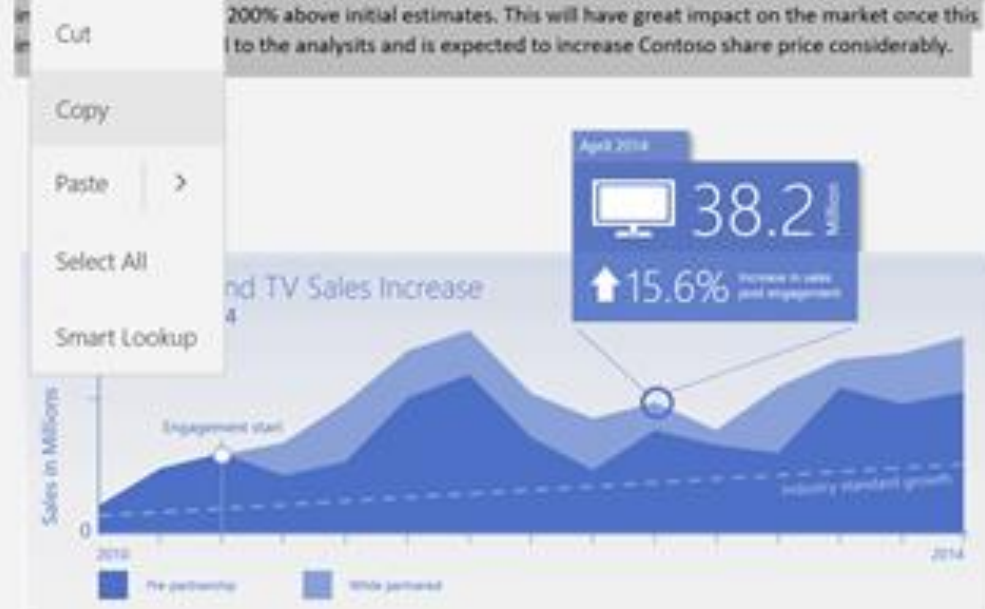 200% above initial estimates. This will have great impact on the market once this
to the analysits and is expected to increase Contoso share price considerably.
Cut
Copy
Paste
Select All
Smart Lookup
April 2014
38.2 Million
15.6% Increase in sales
post engagement
nd TV Sales Increase
4
Sales in Millions
Engagement start
Industry standard growth
0
2010
2014
Pre partnership
While partnered